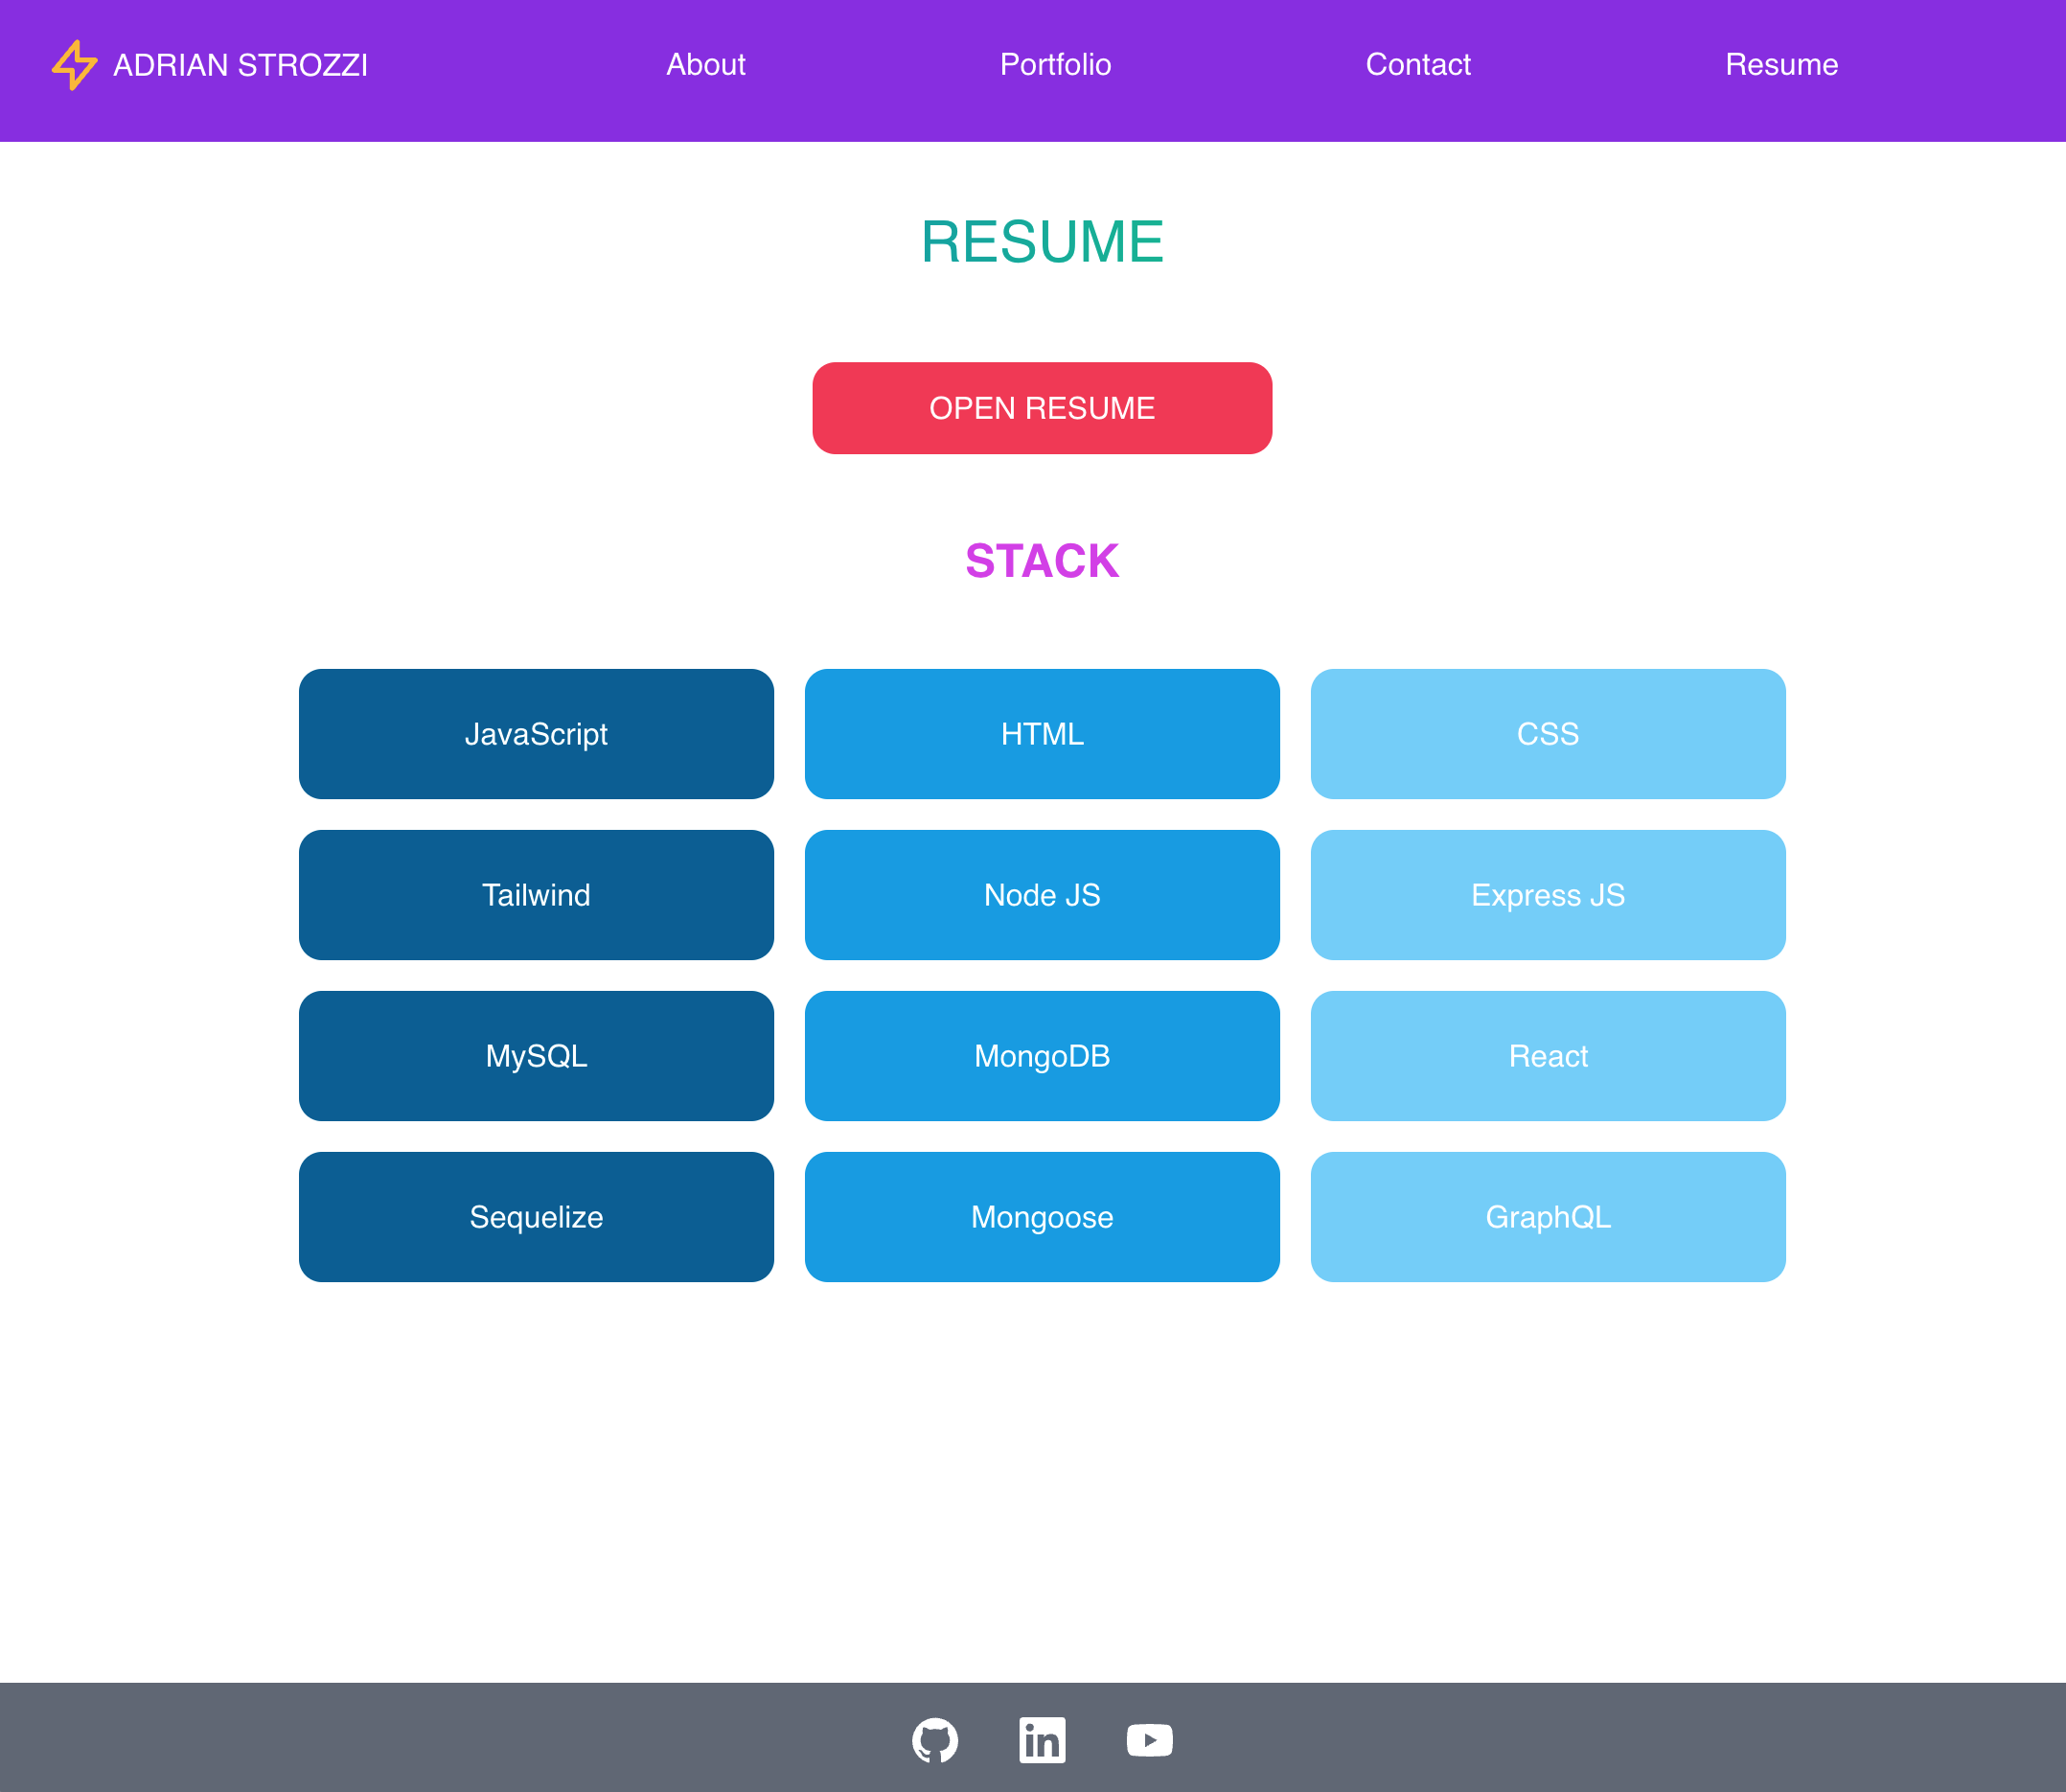 ADRIAN STROZZI About Portfolio Contact Resume
RESUME
OPEN RESUME
STACK
JavaScript HTML CSS
Tailwind Node JS Express JS
MySQL MongoDB React
Sequelize Mongoose GraphQL
in